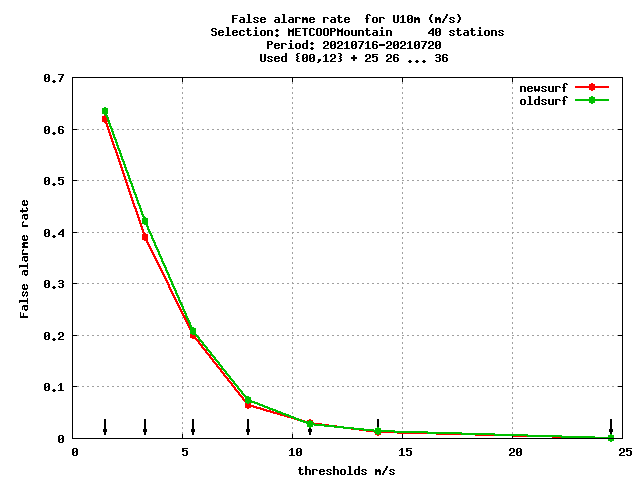 False alarme rate  for U10m (m/s)
Selection: METCOOPMountain     40 stations
Period: 20210716-20210720
Used {00,12} + 25 26 ... 36
newsurf
oldsurf
0.7
0.6
0.5
0.4
0.3
0.2
0.1
0
False alarme rate
0 5 10 15 20 25
thresholds m/s